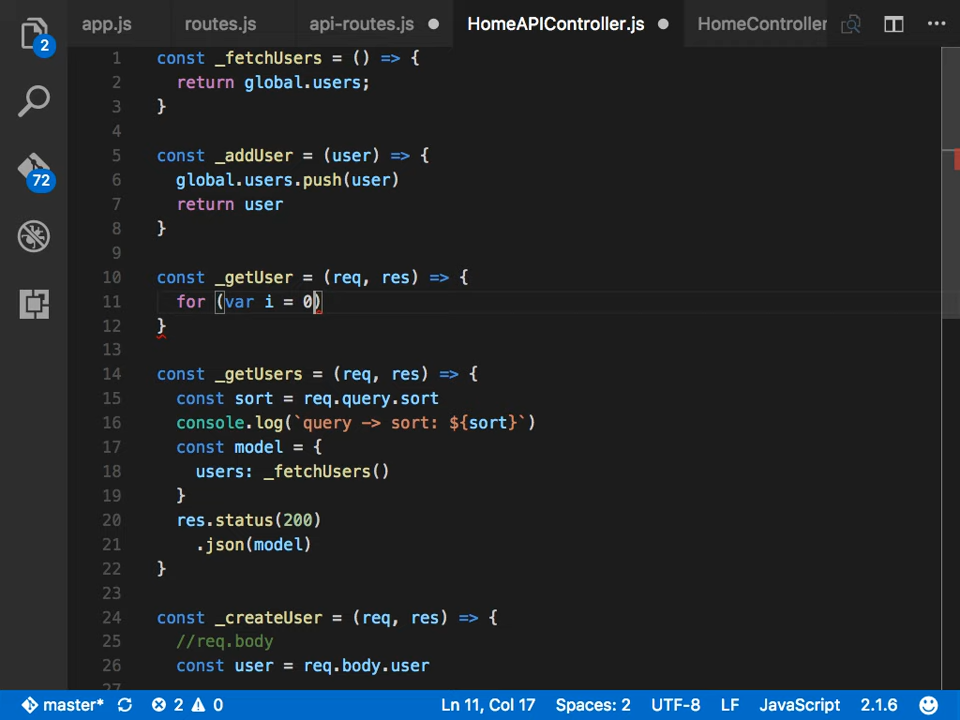 app.js routes.js api-routes.js HomeAPIController.js HomeController
1 const _fetchUsers = () => {
2 return global.users;
3 }
4
5 const _addUser = (user) => {
6 global.users.push(user)
7 return user
8 }
9
10 const _getUser = (req, res) => {
11 for (var i = 0)
12 }
13
14 const _getUsers = (req, res) => {
15 const sort = req.query.sort
16 console.log(`query -> sort: ${sort}`)
17 const model = {
18 users: _fetchUsers()
19 }
20 res.status(200)
21 .json(model)
22 }
23
24 const _createUser = (req, res) => {
25 //req.body
26 const user = req.body.user
27
2
72
master* 2 0 Ln 11, Col 17 Spaces: 2 UTF-8 LF JavaScript 2.1.6